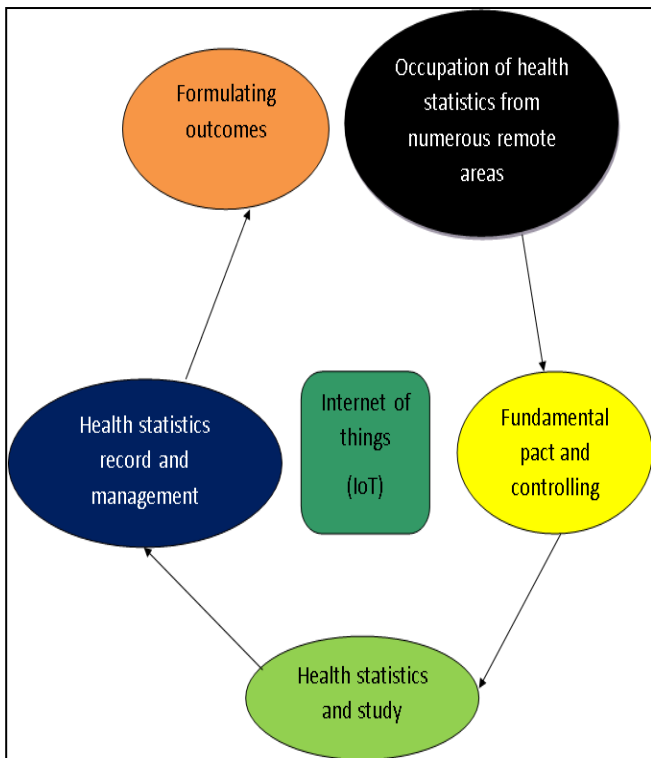 Formulating
outcomes
Occupation of health
statistics from
numerous remote
areas
Health statistics
record and
management
Internet of
things
(IoT)
Fundamental
pact and
controlling
Health statistics
and study